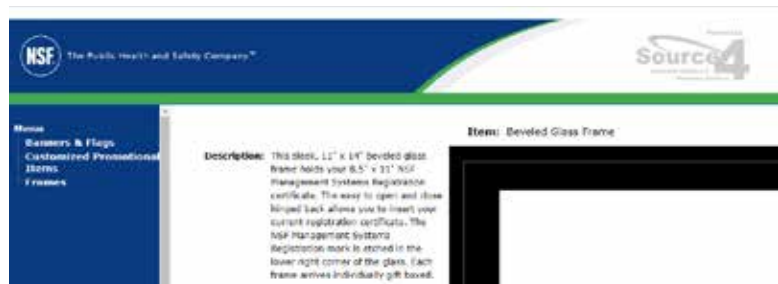 NSF
The Public Health and Safety Company™
Source4
Menu
Banners & Flags
Customized Promotional
Items
Frames
Item: Beveled Glass Frame
Description: This sleek, 11" x 14" beveled glass
frame holds your 8.5" x 11" NSF
Management Systems Registration
certificate. The easy to open and close
hinged back allows you to insert your
current registration certificate. The
NSF Management Systems
Registration mark is etched in the
lower right corner of the glass. Each
frame arrives individually gift boxed.